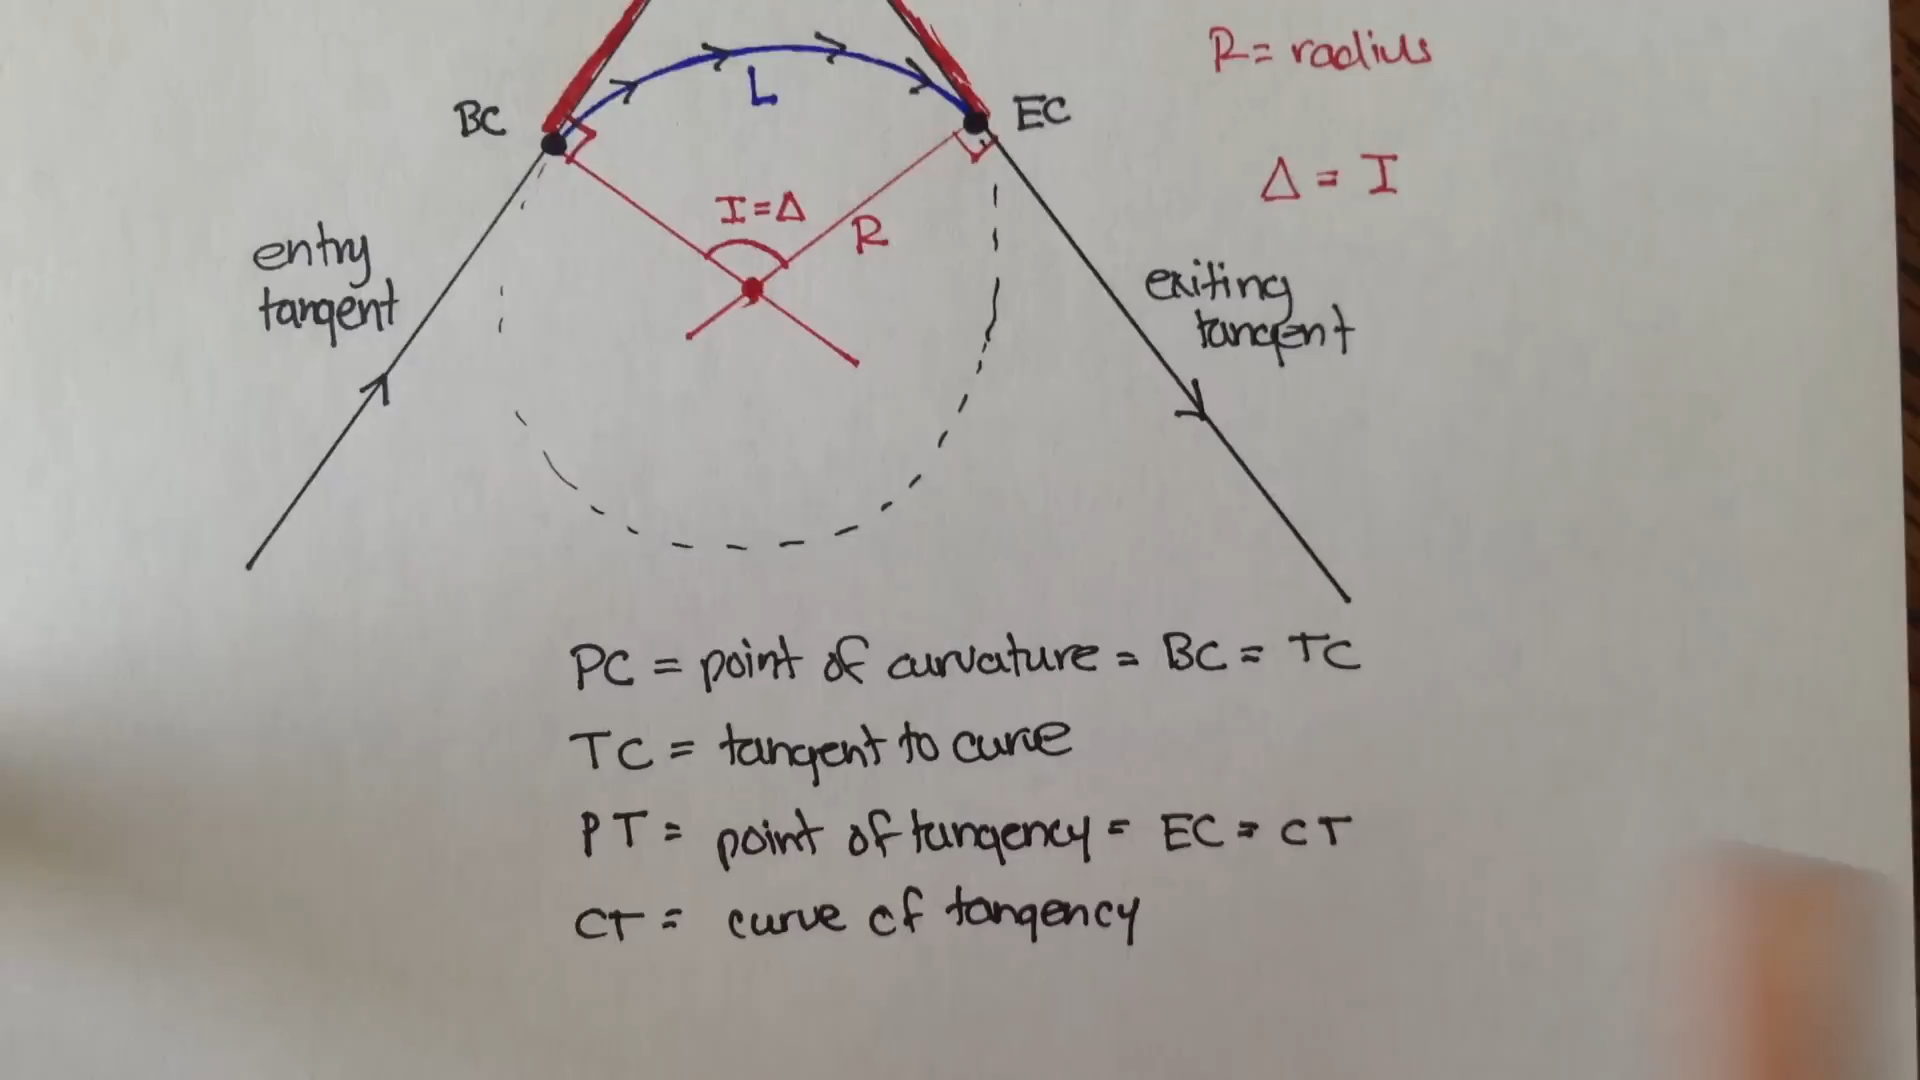 R = radius
L
BC
EC
Δ = I
I = Δ
R
entry
tangent
exiting
tangent
PC = point of curvature = BC = TC
TC = tangent to curve
PT = point of tangency = EC = CT
CT = curve of tangency